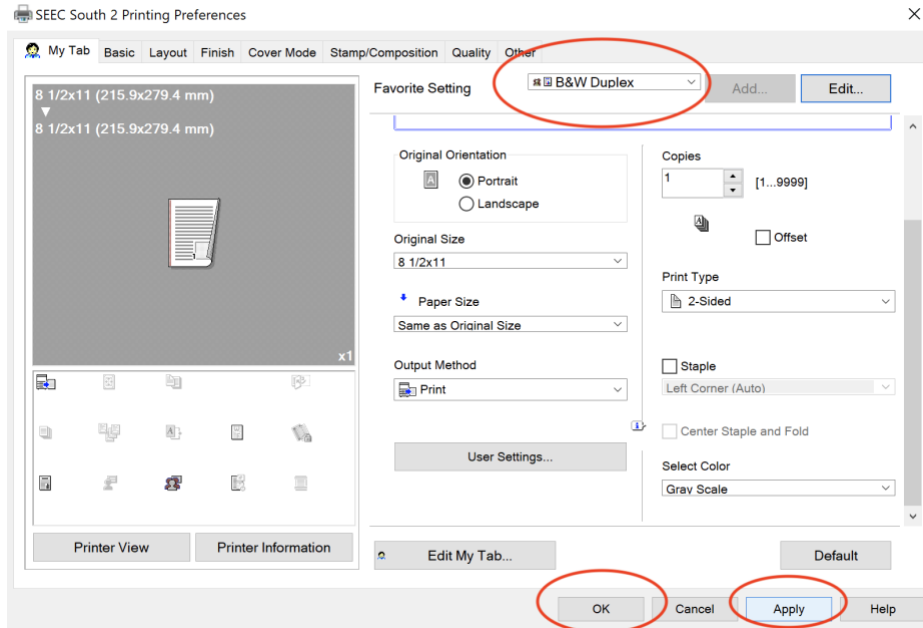 SEEC South 2 Printing Preferences
My Tab Basic Layout Finish Cover Mode Stamp/Composition Quality Other
8 1/2x11 (215.9x279.4 mm)
8 1/2x11 (215.9x279.4 mm)
x1
Printer View Printer Information
Favorite Setting B&W Duplex Add... Edit...
Original Orientation
Portrait
Landscape
Original Size
8 1/2x11
Paper Size
Same as Original Size
Output Method
Print
User Settings...
Copies
1 [1...9999]
Offset
Print Type
2-Sided
Staple
Left Corner (Auto)
Center Staple and Fold
Select Color
Gray Scale
Edit My Tab... Default
OK Cancel Apply Help